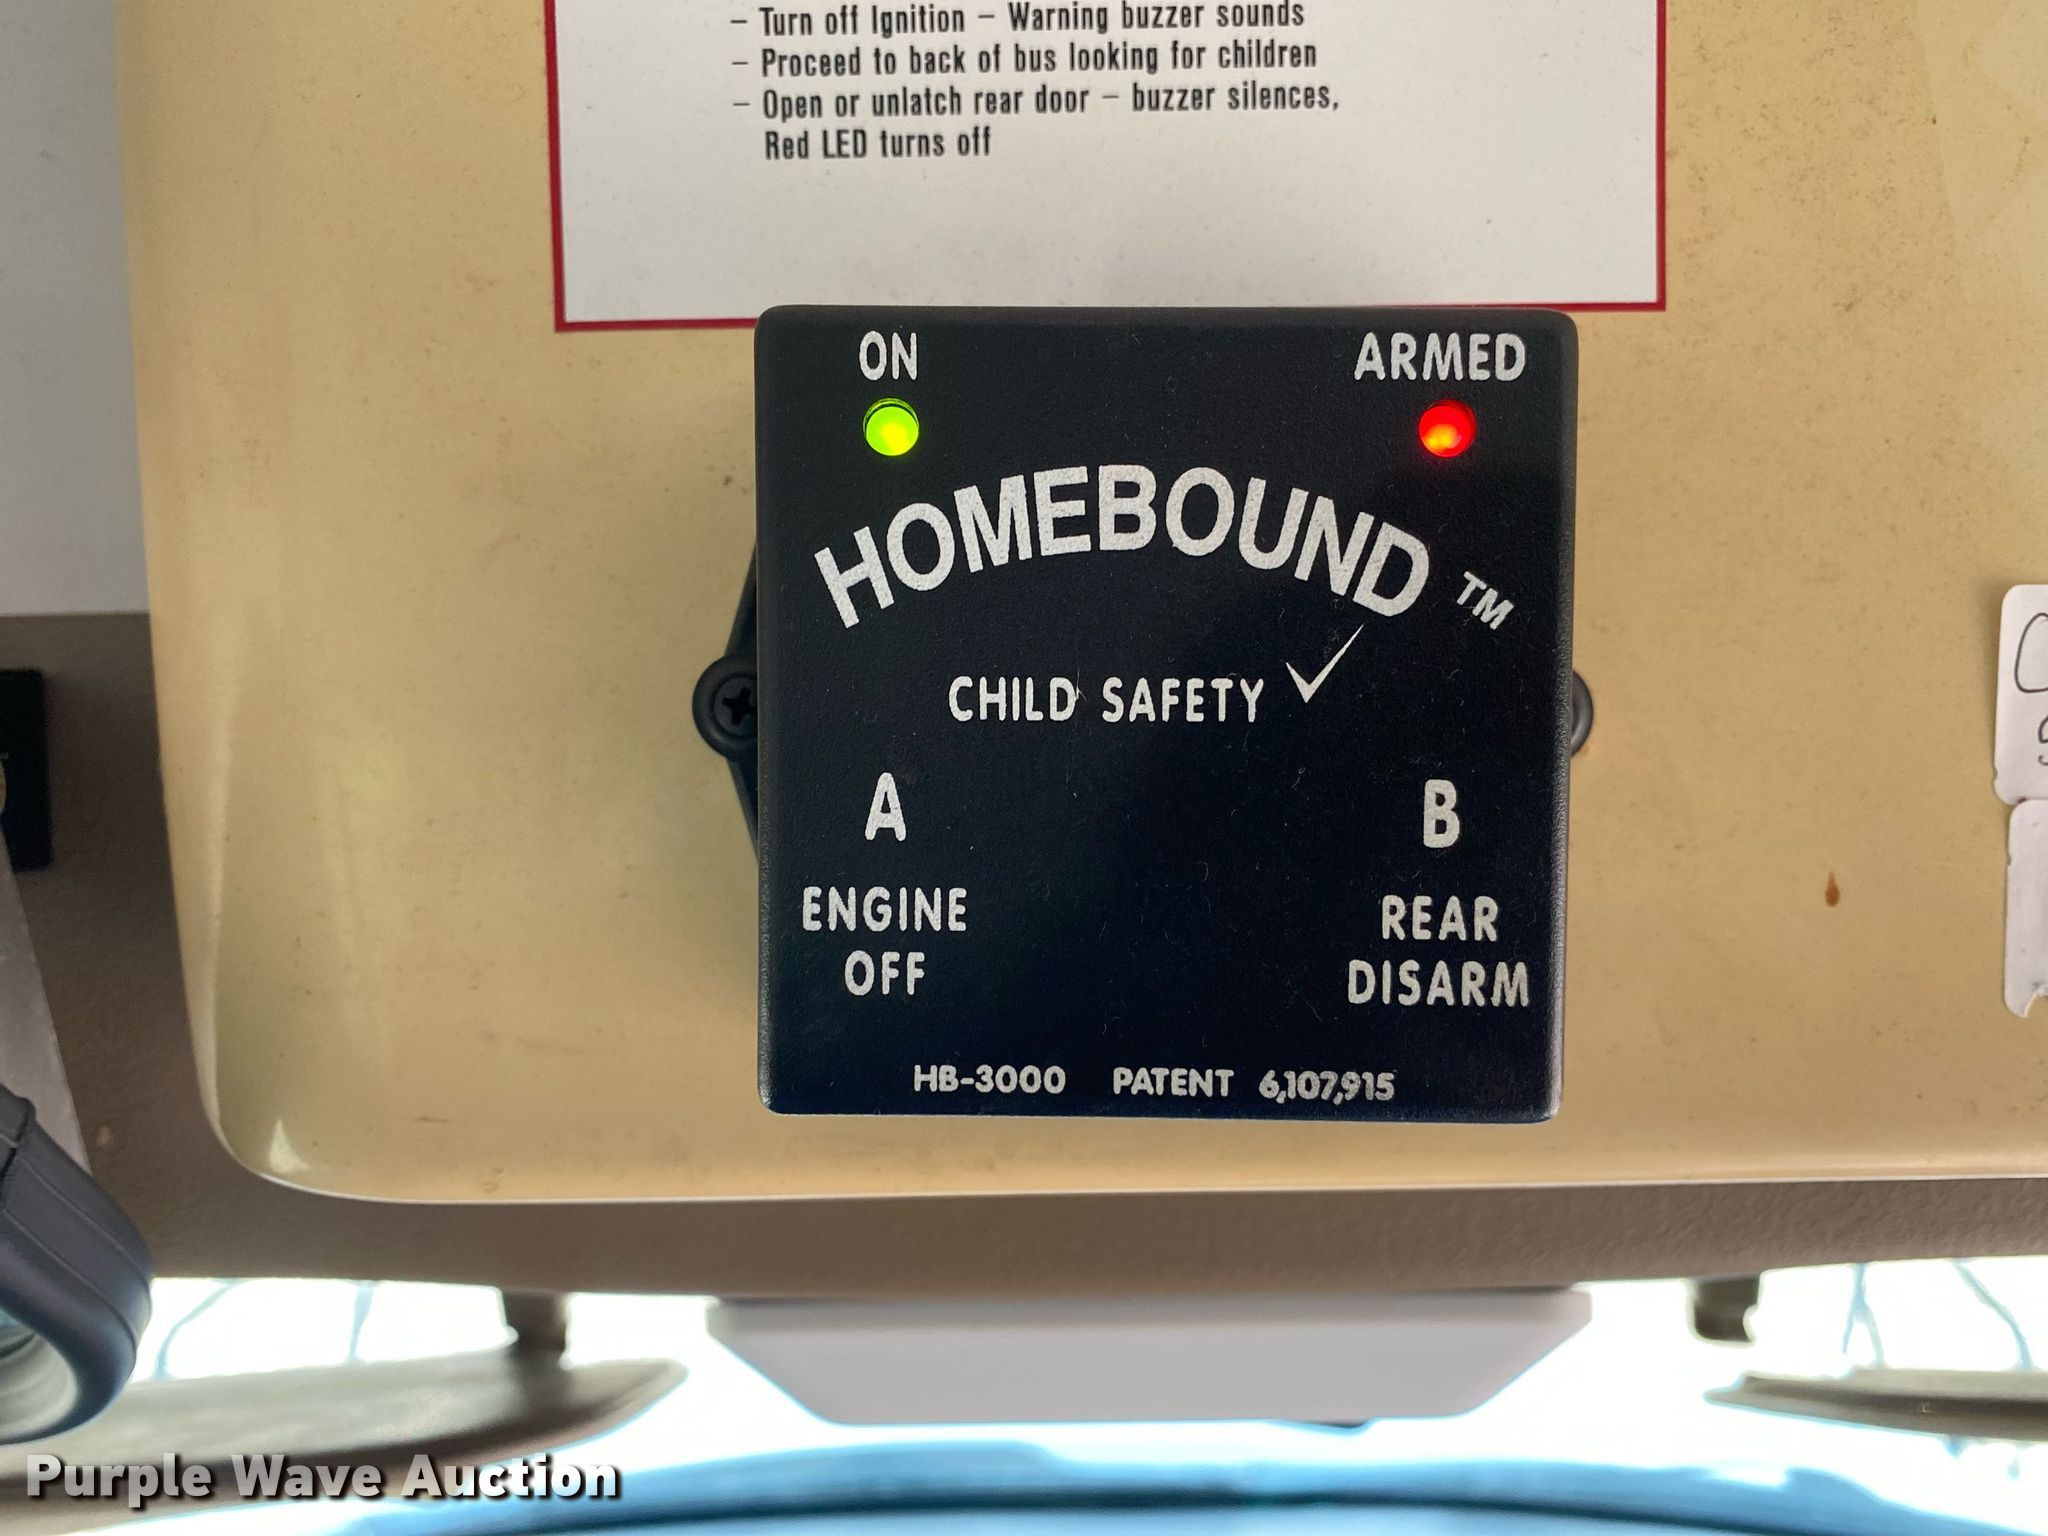 – Turn off Ignition – Warning buzzer sounds
– Proceed to back of bus looking for children
– Open or unlatch rear door – buzzer silences,
Red LED turns off
ON ARMED
HOMEBOUND™
CHILD SAFETY
A B
ENGINE REAR
OFF DISARM
HB-3000 PATENT 6,107,915
Purple Wave Auction